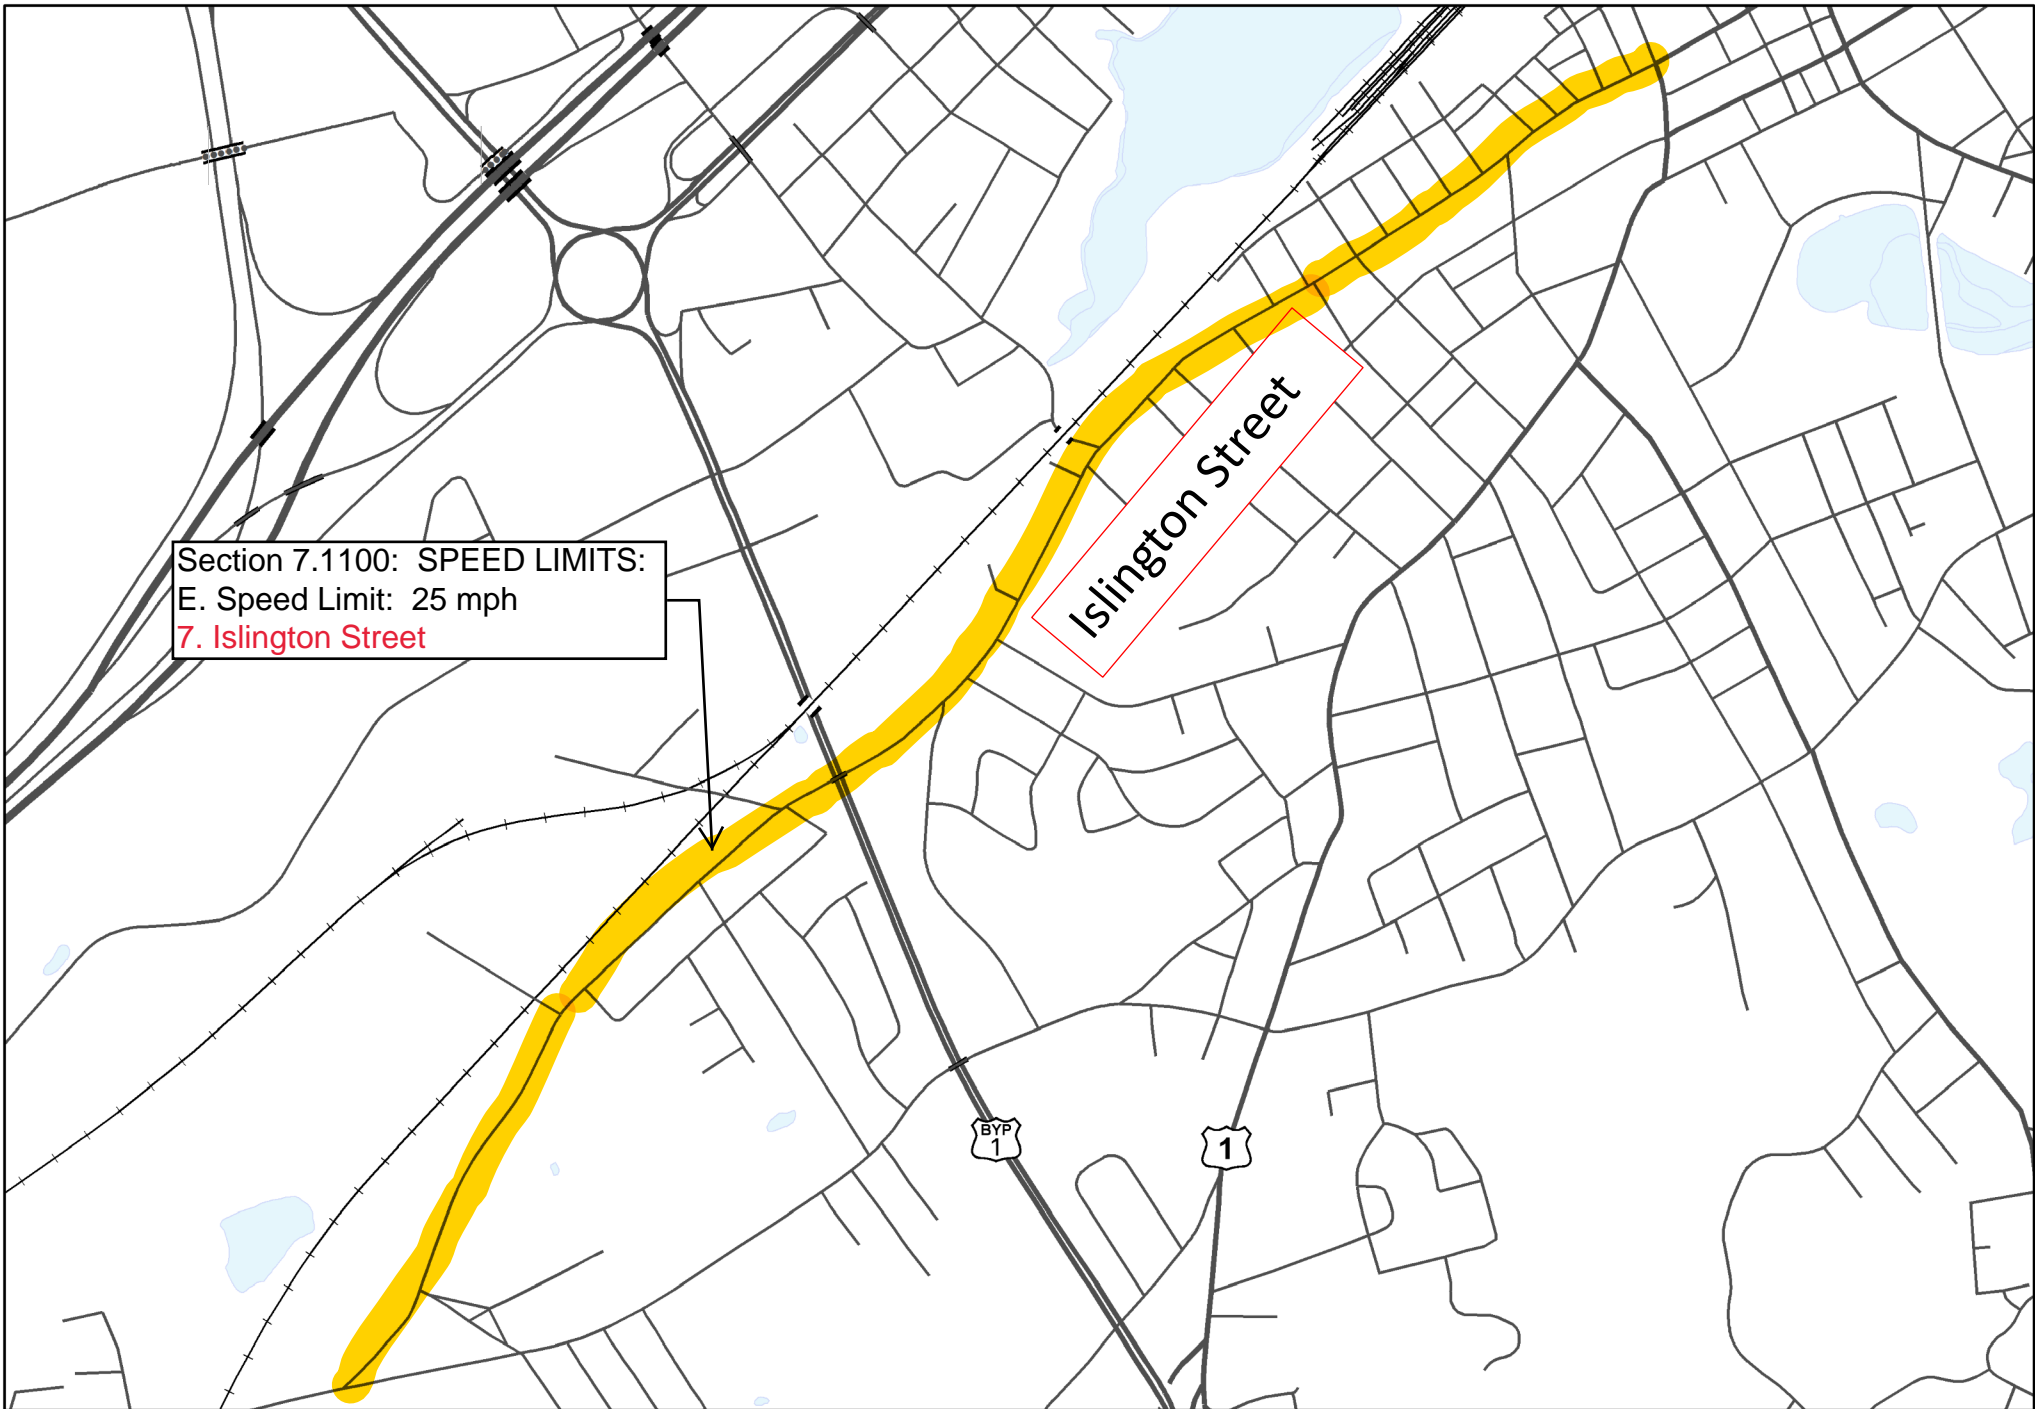 Section 7.1100: SPEED LIMITS:
E. Speed Limit: 25 mph
7. Islington Street
Islington Street
BYP
1
1